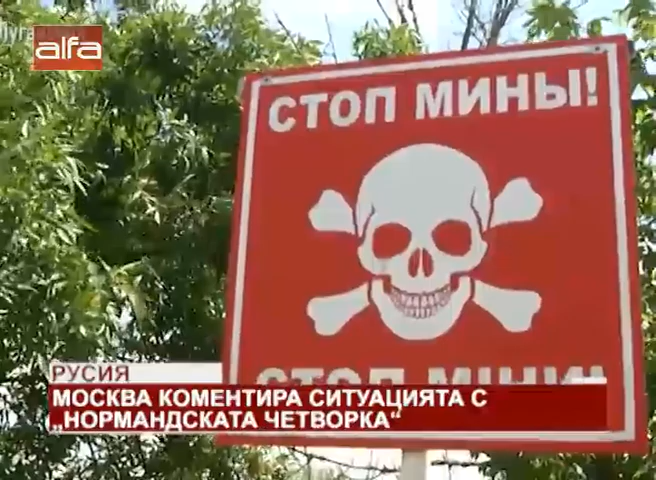 alfa
СТОП МИНЫ!
РУСИЯ
МОСКВА КОМЕНТИРА СИТУАЦИЯТА С
„НОРМАНДСКАТА ЧЕТВОРКА“